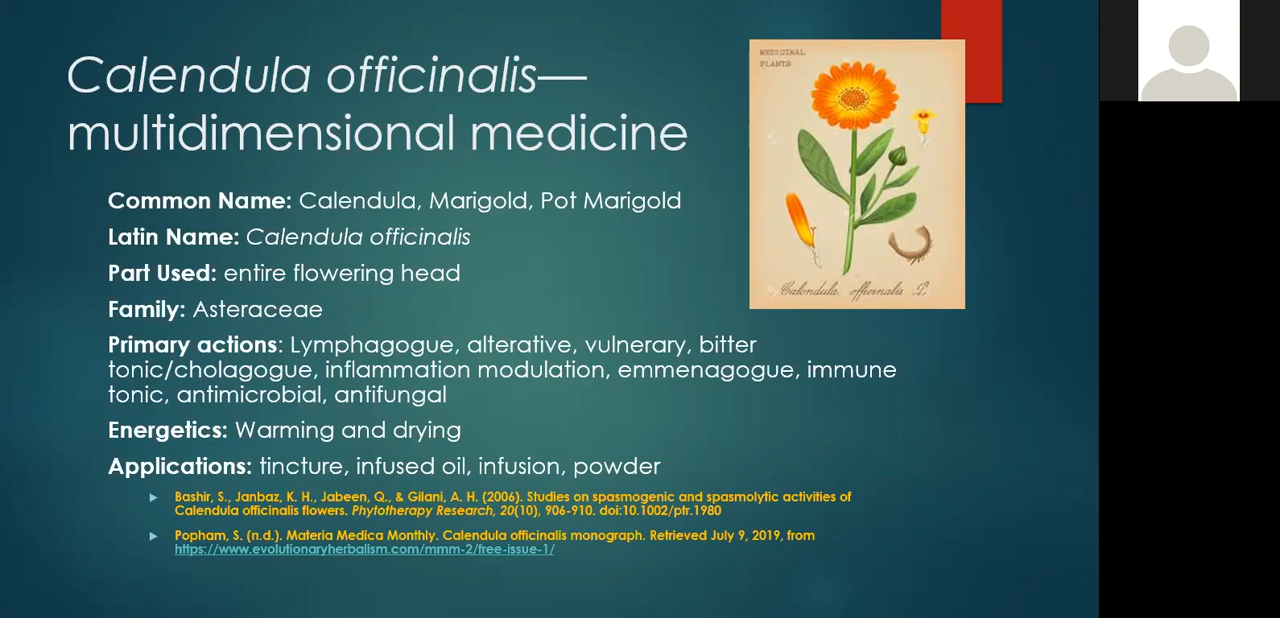 Calendula officinalis—
multidimensional medicine
MEDICINAL
PLANTS
Calendula officinalis L
Common Name: Calendula, Marigold, Pot Marigold
Latin Name: Calendula officinalis
Part Used: entire flowering head
Family: Asteraceae
Primary actions: Lymphagogue, alterative, vulnerary, bitter
tonic/cholagogue, inflammation modulation, emmenagogue, immune
tonic, antimicrobial, antifungal
Energetics: Warming and drying
Applications: tincture, infused oil, infusion, powder
Bashir, S., Janbaz, K. H., Jabeen, Q., & Gilani, A. H. (2006). Studies on spasmogenic and spasmolytic activities of
Calendula officinalis flowers. Phytotherapy Research, 20(10), 906-910. doi:10.1002/ptr.1980
Popham, S. (n.d.). Materia Medica Monthly. Calendula officinalis monograph. Retrieved July 9, 2019, from
https://www.evolutionaryherbalism.com/mmm-2/free-issue-1/